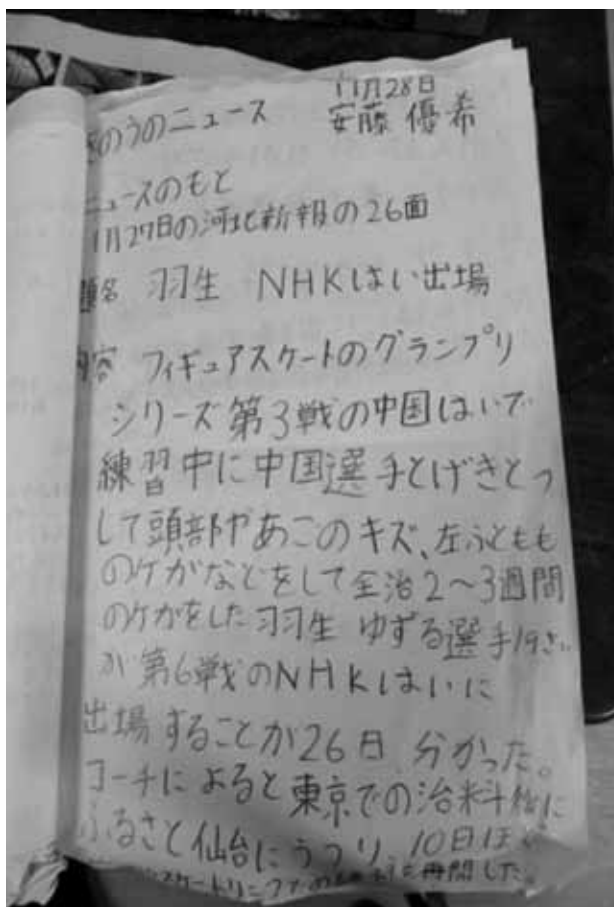 11月28日
きのうのニュース 安藤 優希
ニュースのもと
11月27日の河北新報の26面
題名 羽生 NHKはい出場
内容 フィギュアスケートのグランプリ
シリーズ第3戦の中国はいで
練習中に中国選手とげきとつ
して頭部やあごのキズ、左ふともも
のケガなどをして全治2〜3週間
のケガをした羽生 ゆずる選手19さい
が第6戦のNHKはいに
出場することが26日 分かった。
コーチによると東京での治料後に
ふるさと仙台にうつり、10日ほど
再開した。